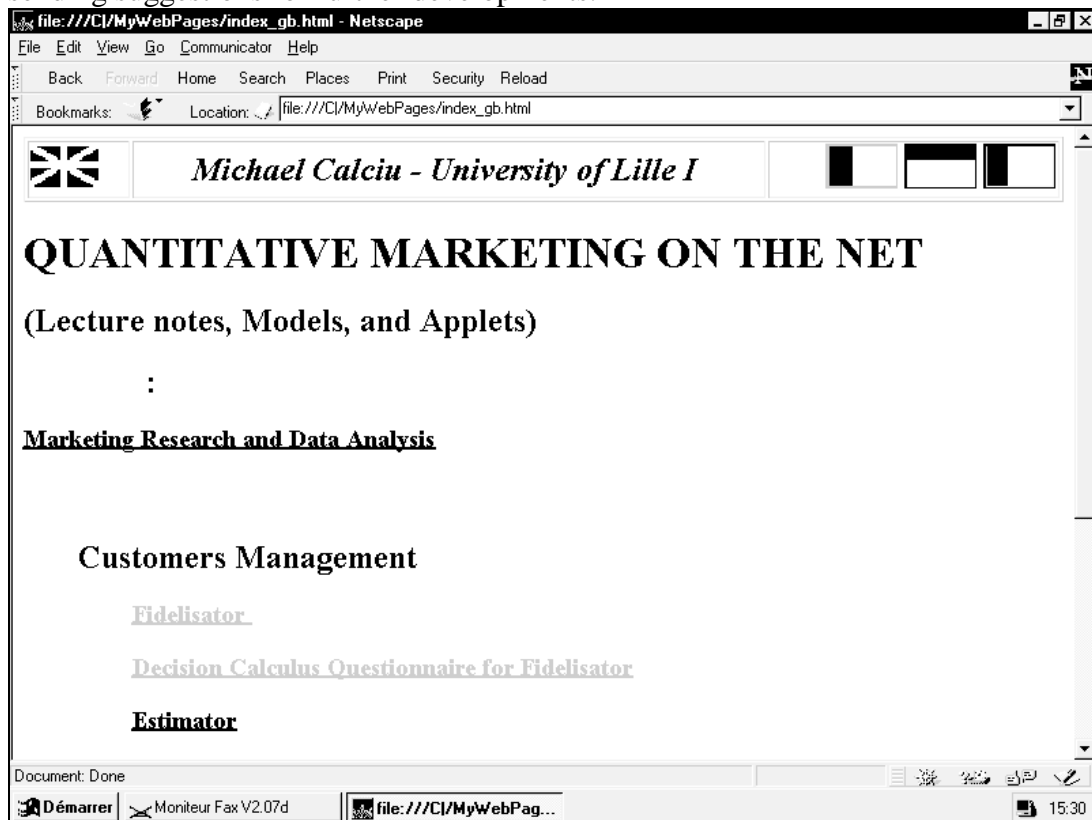 file:///C|/MyWebPages/index_gb.html - Netscape
File Edit View Go Communicator Help
Back Forward Home Search Places Print Security Reload
Bookmarks: Location: file:///C|/MyWebPages/index_gb.html
Michael Calciu - University of Lille I
QUANTITATIVE MARKETING ON THE NET
(Lecture notes, Models, and Applets)
:
Marketing Research and Data Analysis
Customers Management
Fidelisator
Decision Calculus Questionnaire for Fidelisator
Estimator
Document: Done
Démarrer Moniteur Fax V2.07d file:///C|/MyWebPag... 15:30